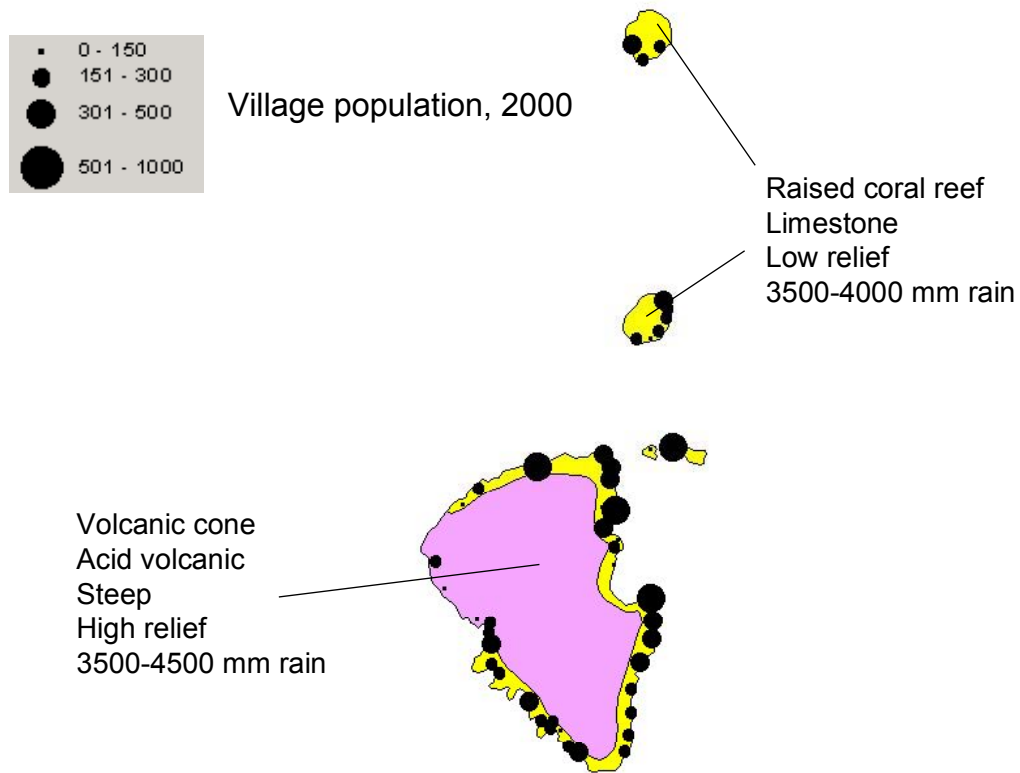 0 - 150
151 - 300
301 - 500
501 - 1000
Village population, 2000
Raised coral reef
Limestone
Low relief
3500-4000 mm rain
Volcanic cone
Acid volcanic
Steep
High relief
3500-4500 mm rain